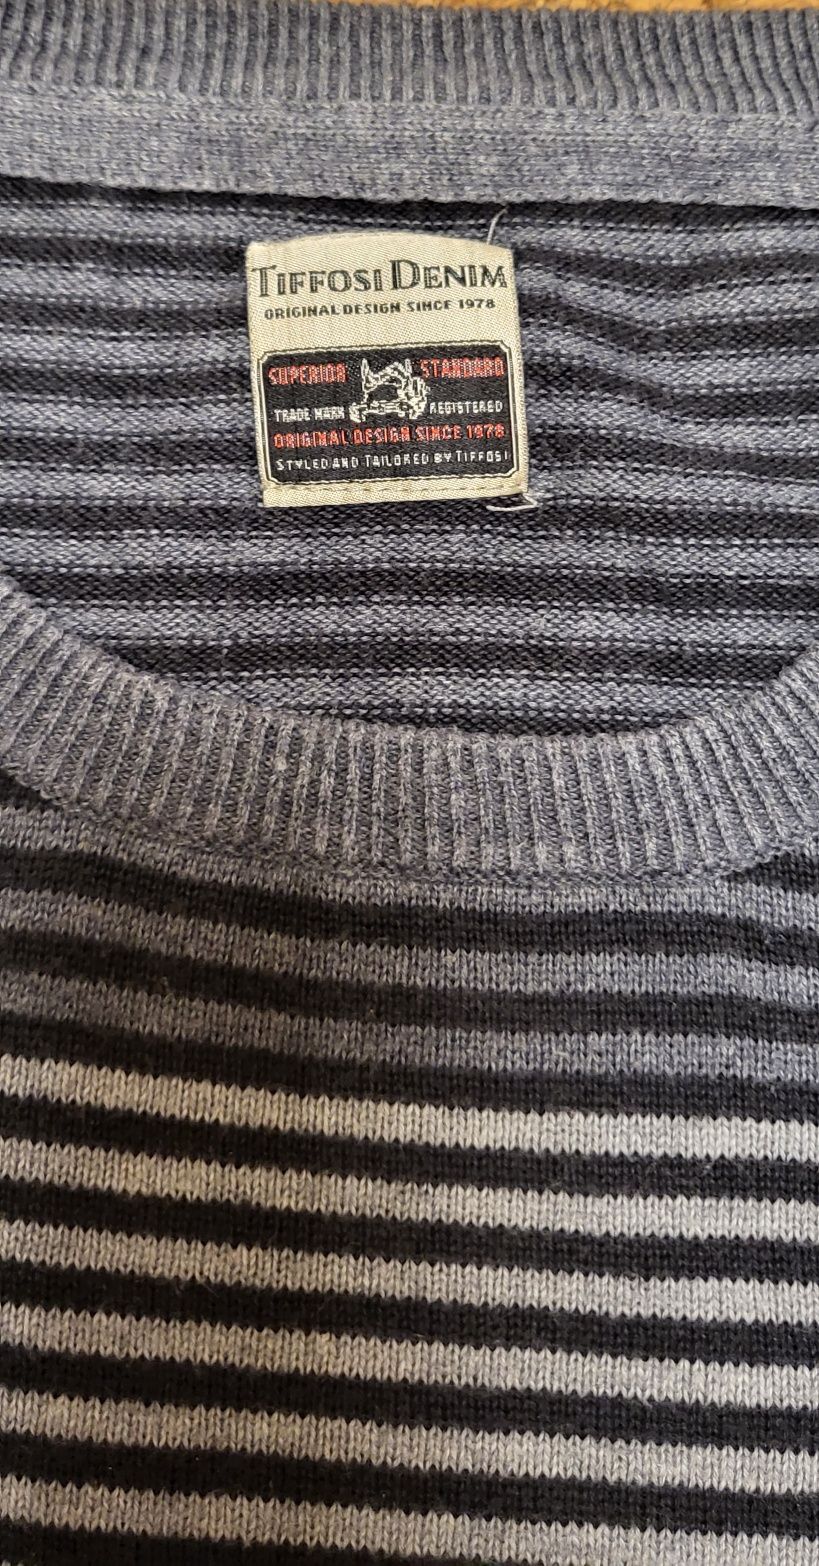 TIFFOSI DENIM
ORIGINAL DESIGN SINCE 1978
SUPERIOR STANDARD
TRADE MARK REGISTERED
ORIGINAL DESIGN SINCE 1978
STYLED AND TAILORED BY TIFFOSI